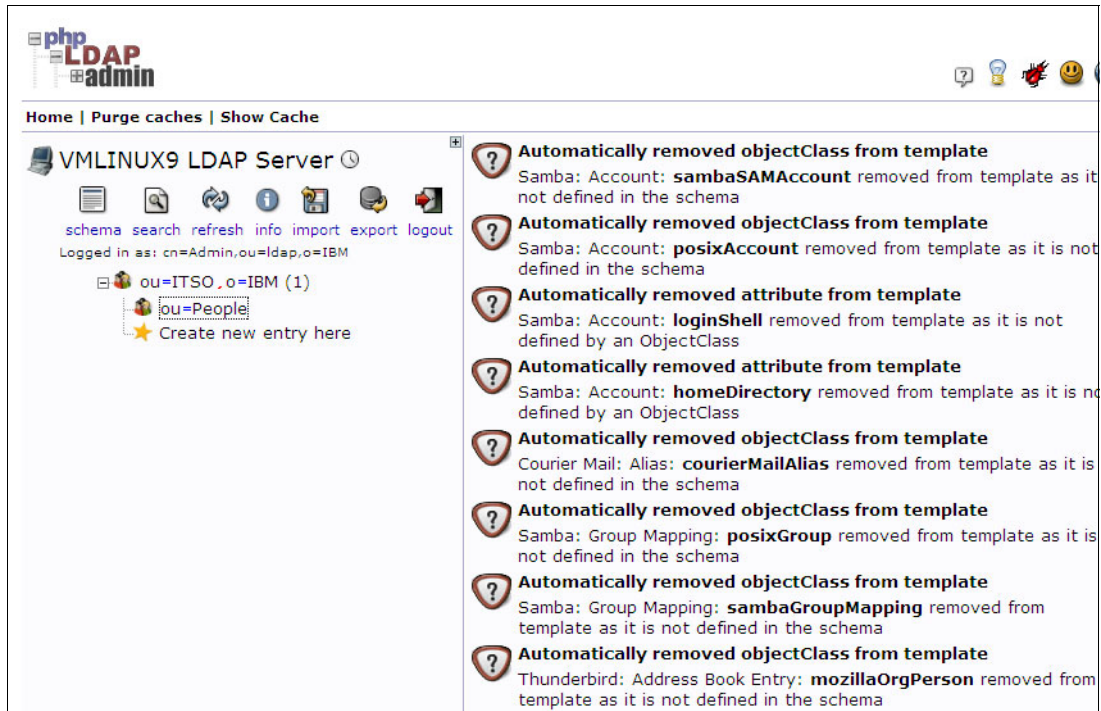 php
LDAP
admin
Home | Purge caches | Show Cache
VMLINUX9 LDAP Server
schema search refresh info import export logout
Logged in as: cn=Admin,ou=ldap,o=IBM
ou=ITSO,o=IBM (1)
ou=People
Create new entry here
Automatically removed objectClass from template
Samba: Account: sambaSAMAccount removed from template as it
not defined in the schema
Automatically removed objectClass from template
Samba: Account: posixAccount removed from template as it is not
defined in the schema
Automatically removed attribute from template
Samba: Account: loginShell removed from template as it is not
defined by an ObjectClass
Automatically removed attribute from template
Samba: Account: homeDirectory removed from template as it is no
defined by an ObjectClass
Automatically removed objectClass from template
Courier Mail: Alias: courierMailAlias removed from template as it is
not defined in the schema
Automatically removed objectClass from template
Samba: Group Mapping: posixGroup removed from template as it is
not defined in the schema
Automatically removed objectClass from template
Samba: Group Mapping: sambaGroupMapping removed from
template as it is not defined in the schema
Automatically removed objectClass from template
Thunderbird: Address Book Entry: mozillaOrgPerson removed from
template as it is not defined in the schema